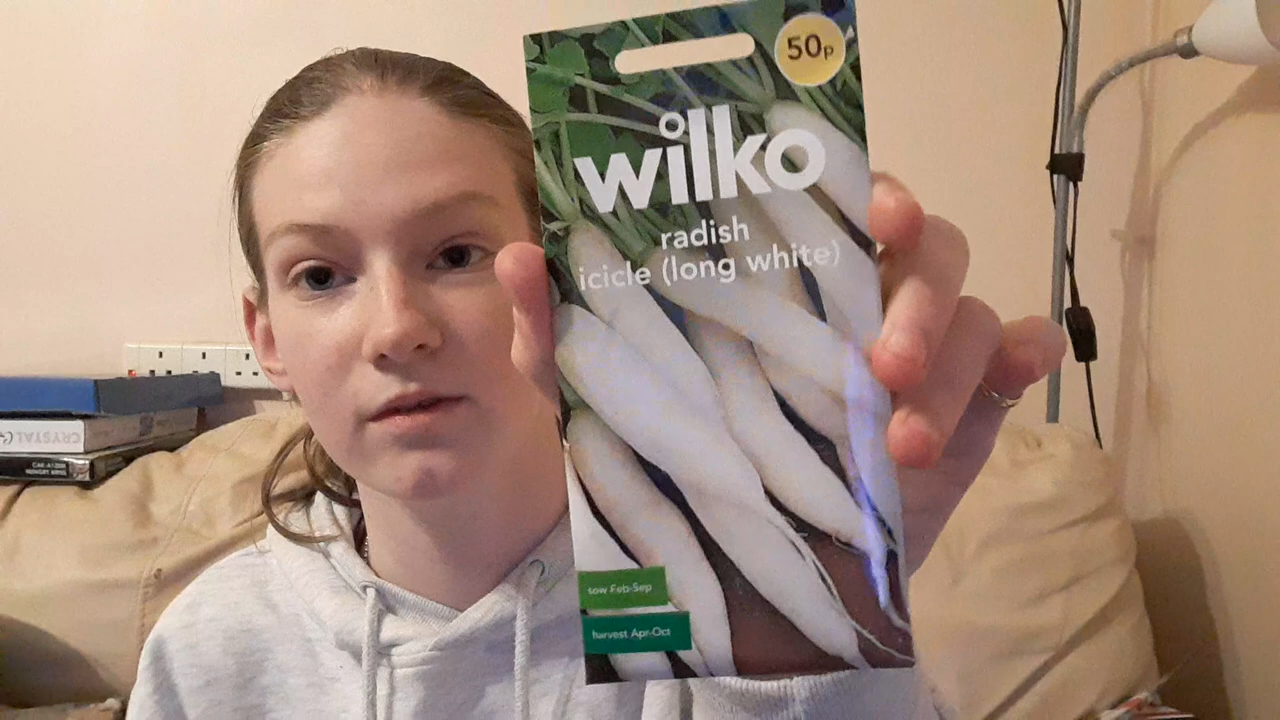 50p
wilko
radish
icicle (long white)
sow Feb-Sep
harvest Apr-Oct
CRYSTAL